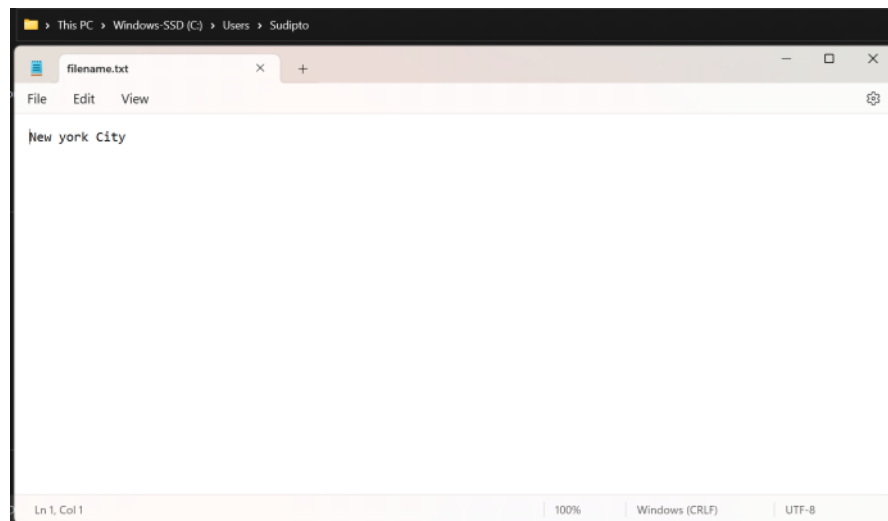 This PC > Windows-SSD (C:) > Users > Sudipto
filename.txt
File Edit View
New york City
Ln 1, Col 1 100% Windows (CRLF) UTF-8